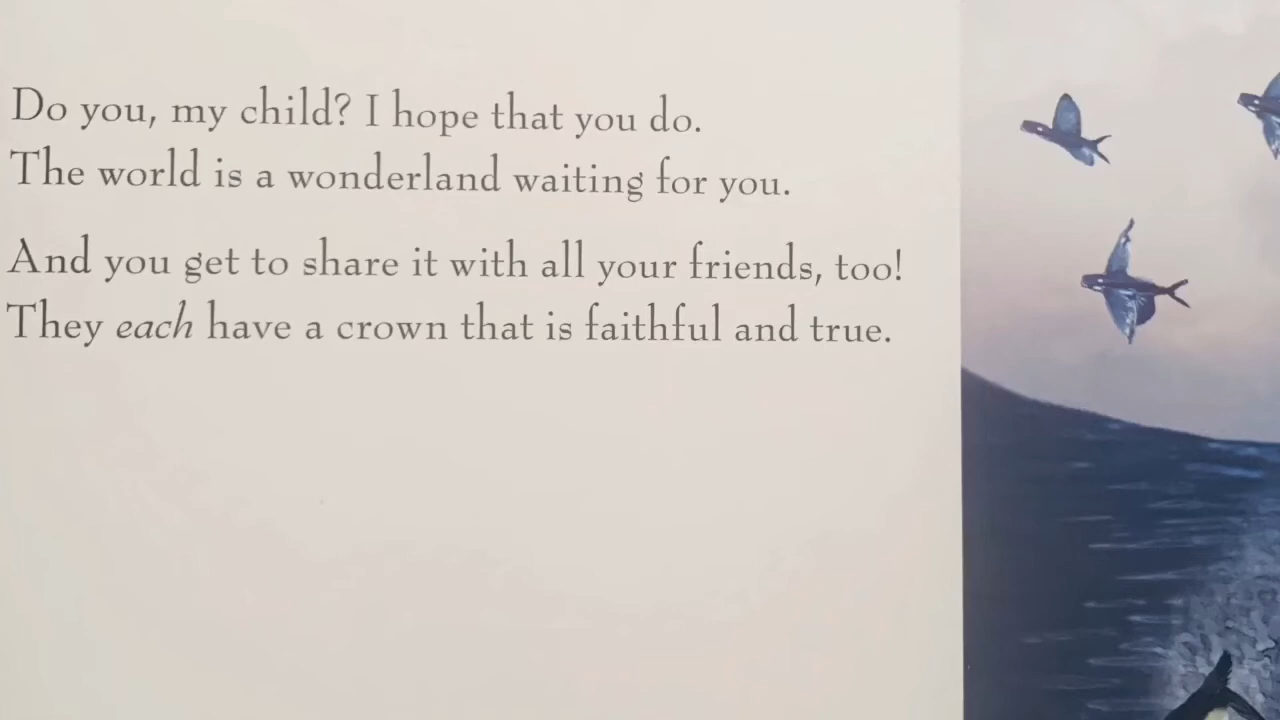 Do you, my child? I hope that you do.
The world is a wonderland waiting for you.
And you get to share it with all your friends, too!
They each have a crown that is faithful and true.